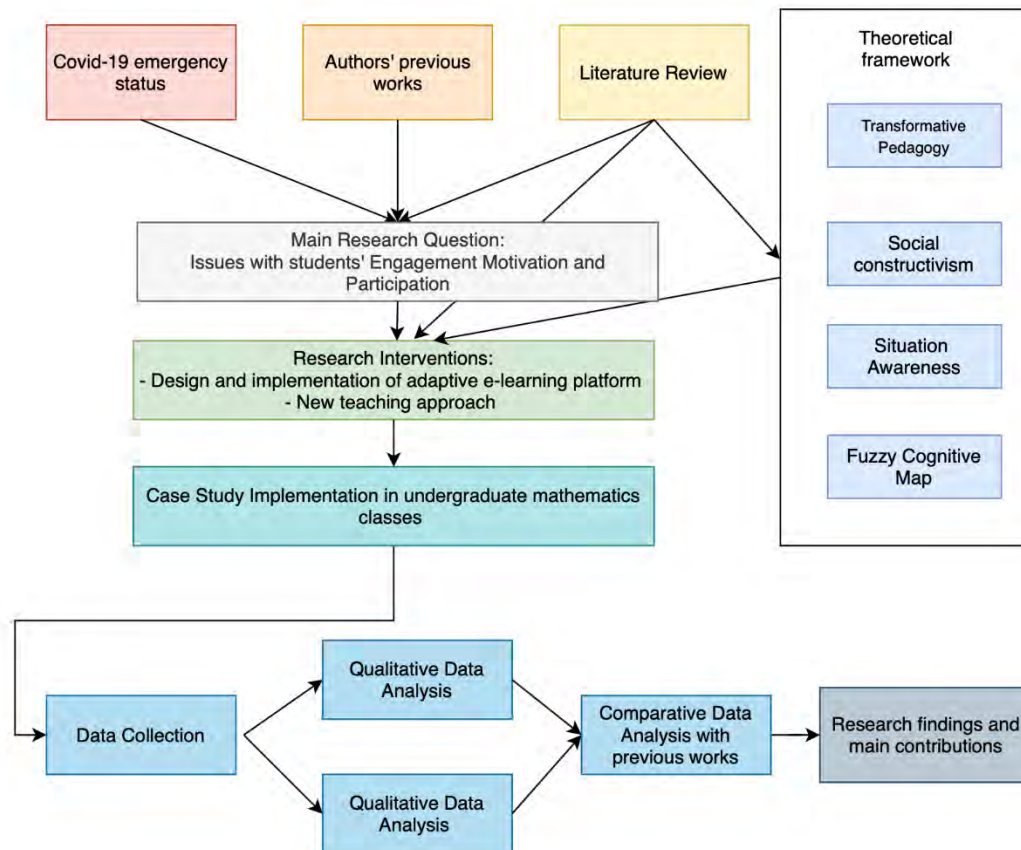 Covid-19 emergency
status
Authors' previous
works
Literature Review
Theoretical
framework
Transformative
Pedagogy
Social
constructivism
Situation
Awareness
Fuzzy Cognitive
Map
Main Research Question:
Issues with students' Engagement Motivation and
Participation
Research Interventions:
- Design and implementation of adaptive e-learning platform
- New teaching approach
Case Study Implementation in undergraduate mathematics
classes
Data Collection
Qualitative Data
Analysis
Qualitative Data
Analysis
Comparative Data
Analysis with
previous works
Research findings and
main contributions